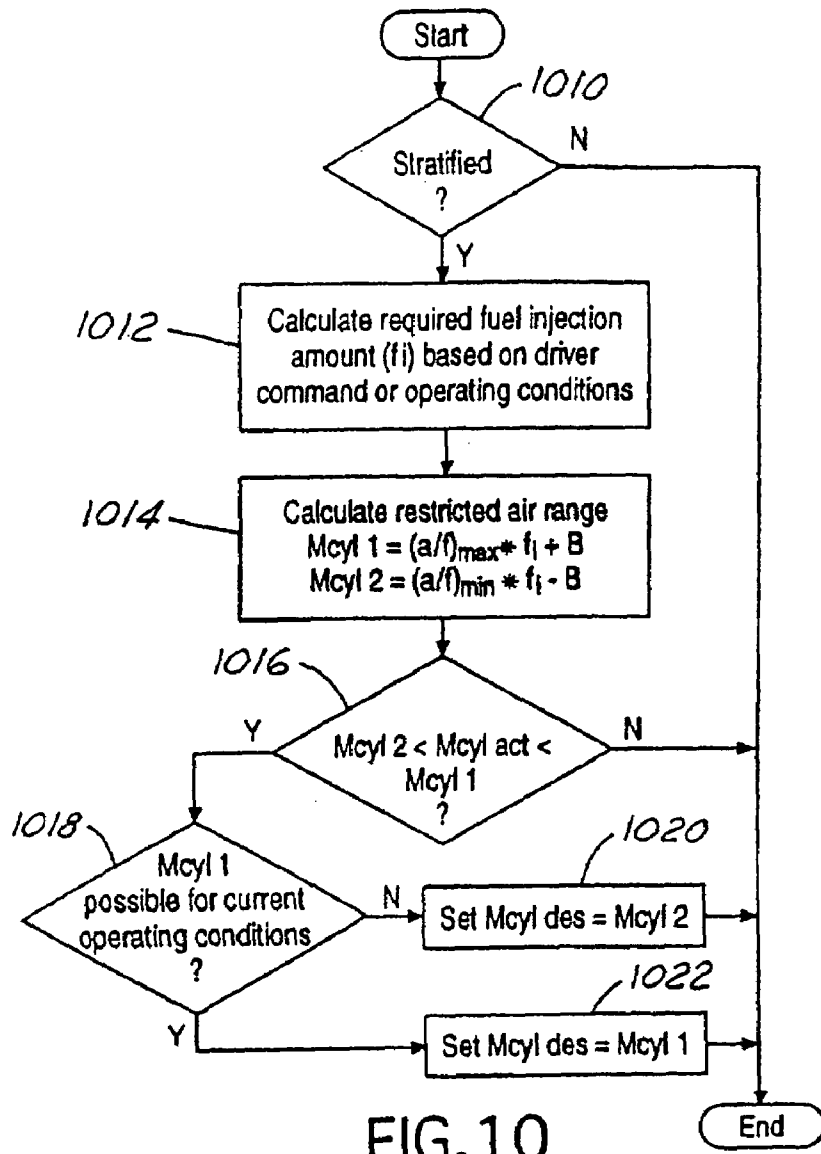 Start
1010
N
Stratified
?
Y
1012
Calculate required fuel injection
amount (fi) based on driver
command or operating conditions
1014
Calculate restricted air range
Mcyl 1 = (a/f)max* fi + B
Mcyl 2 = (a/f)min * fi - B
1016
Y
N
Mcyl 2 < Mcyl act <
Mcyl 1
?
1018
Mcyl 1
possible for current
operating conditions
?
N
1020
Set Mcyl des = Mcyl 2
Y
1022
Set Mcyl des = Mcyl 1
FIG.10
End